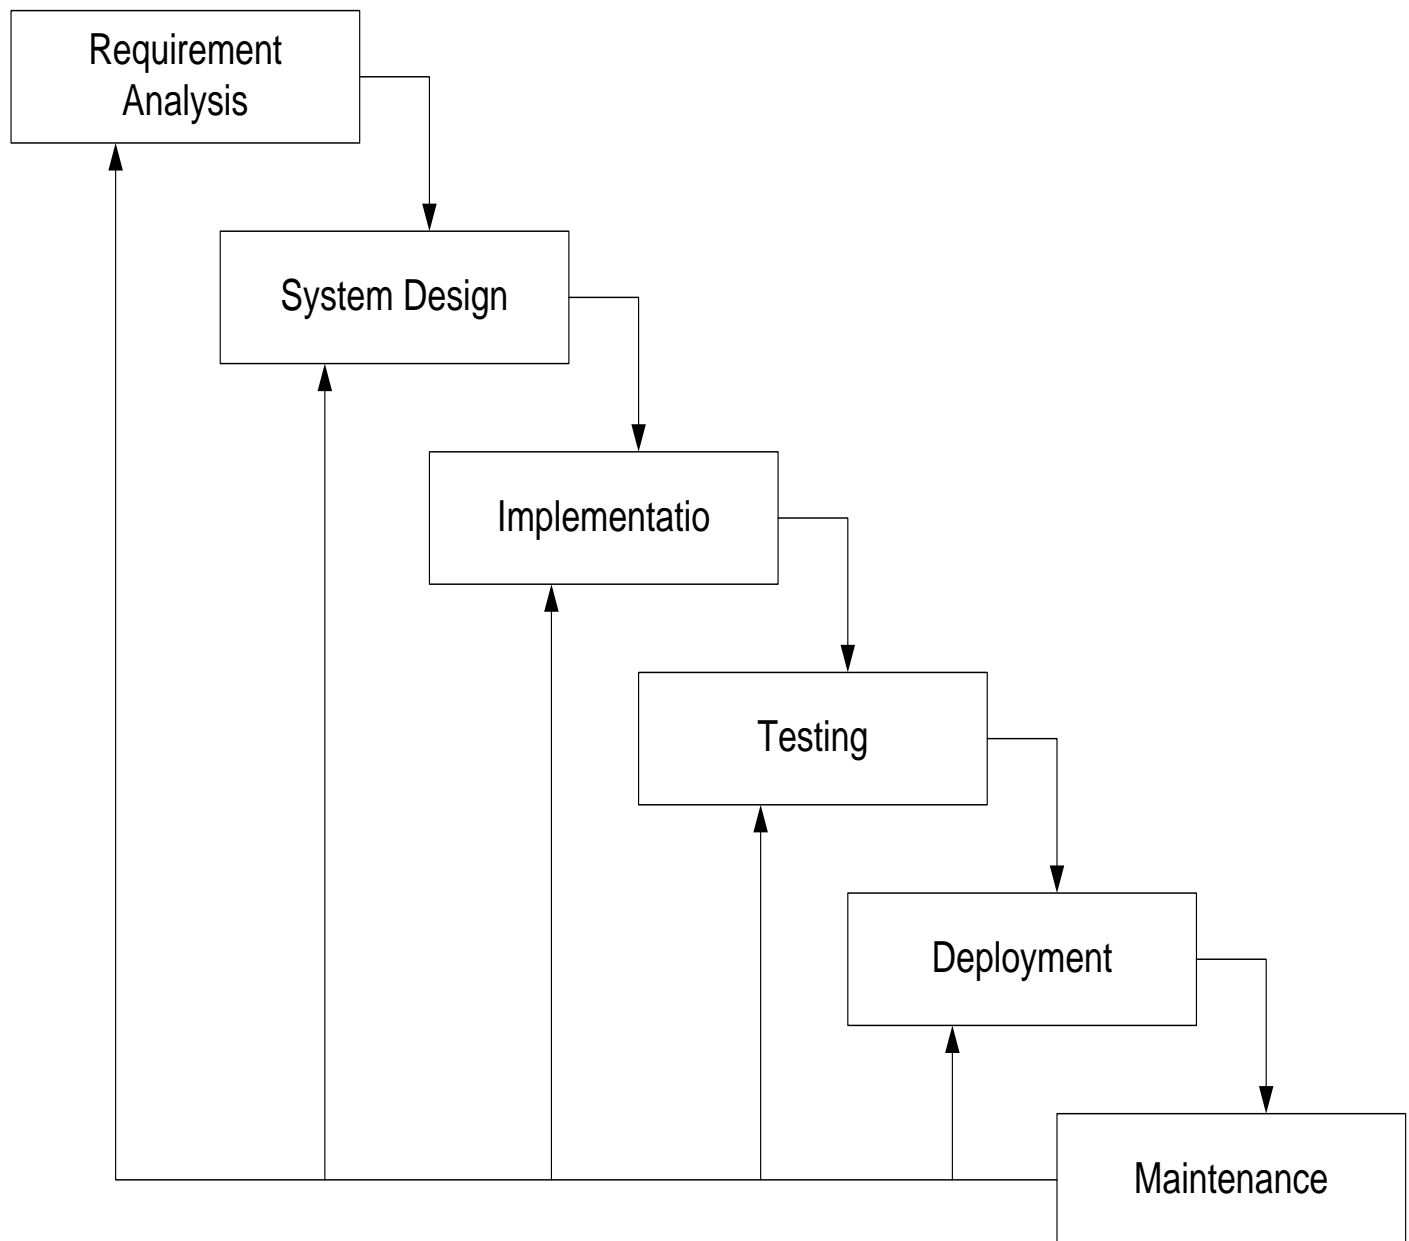 Requirement
Analysis
System Design
Implementatio
Testing
Deployment
Maintenance